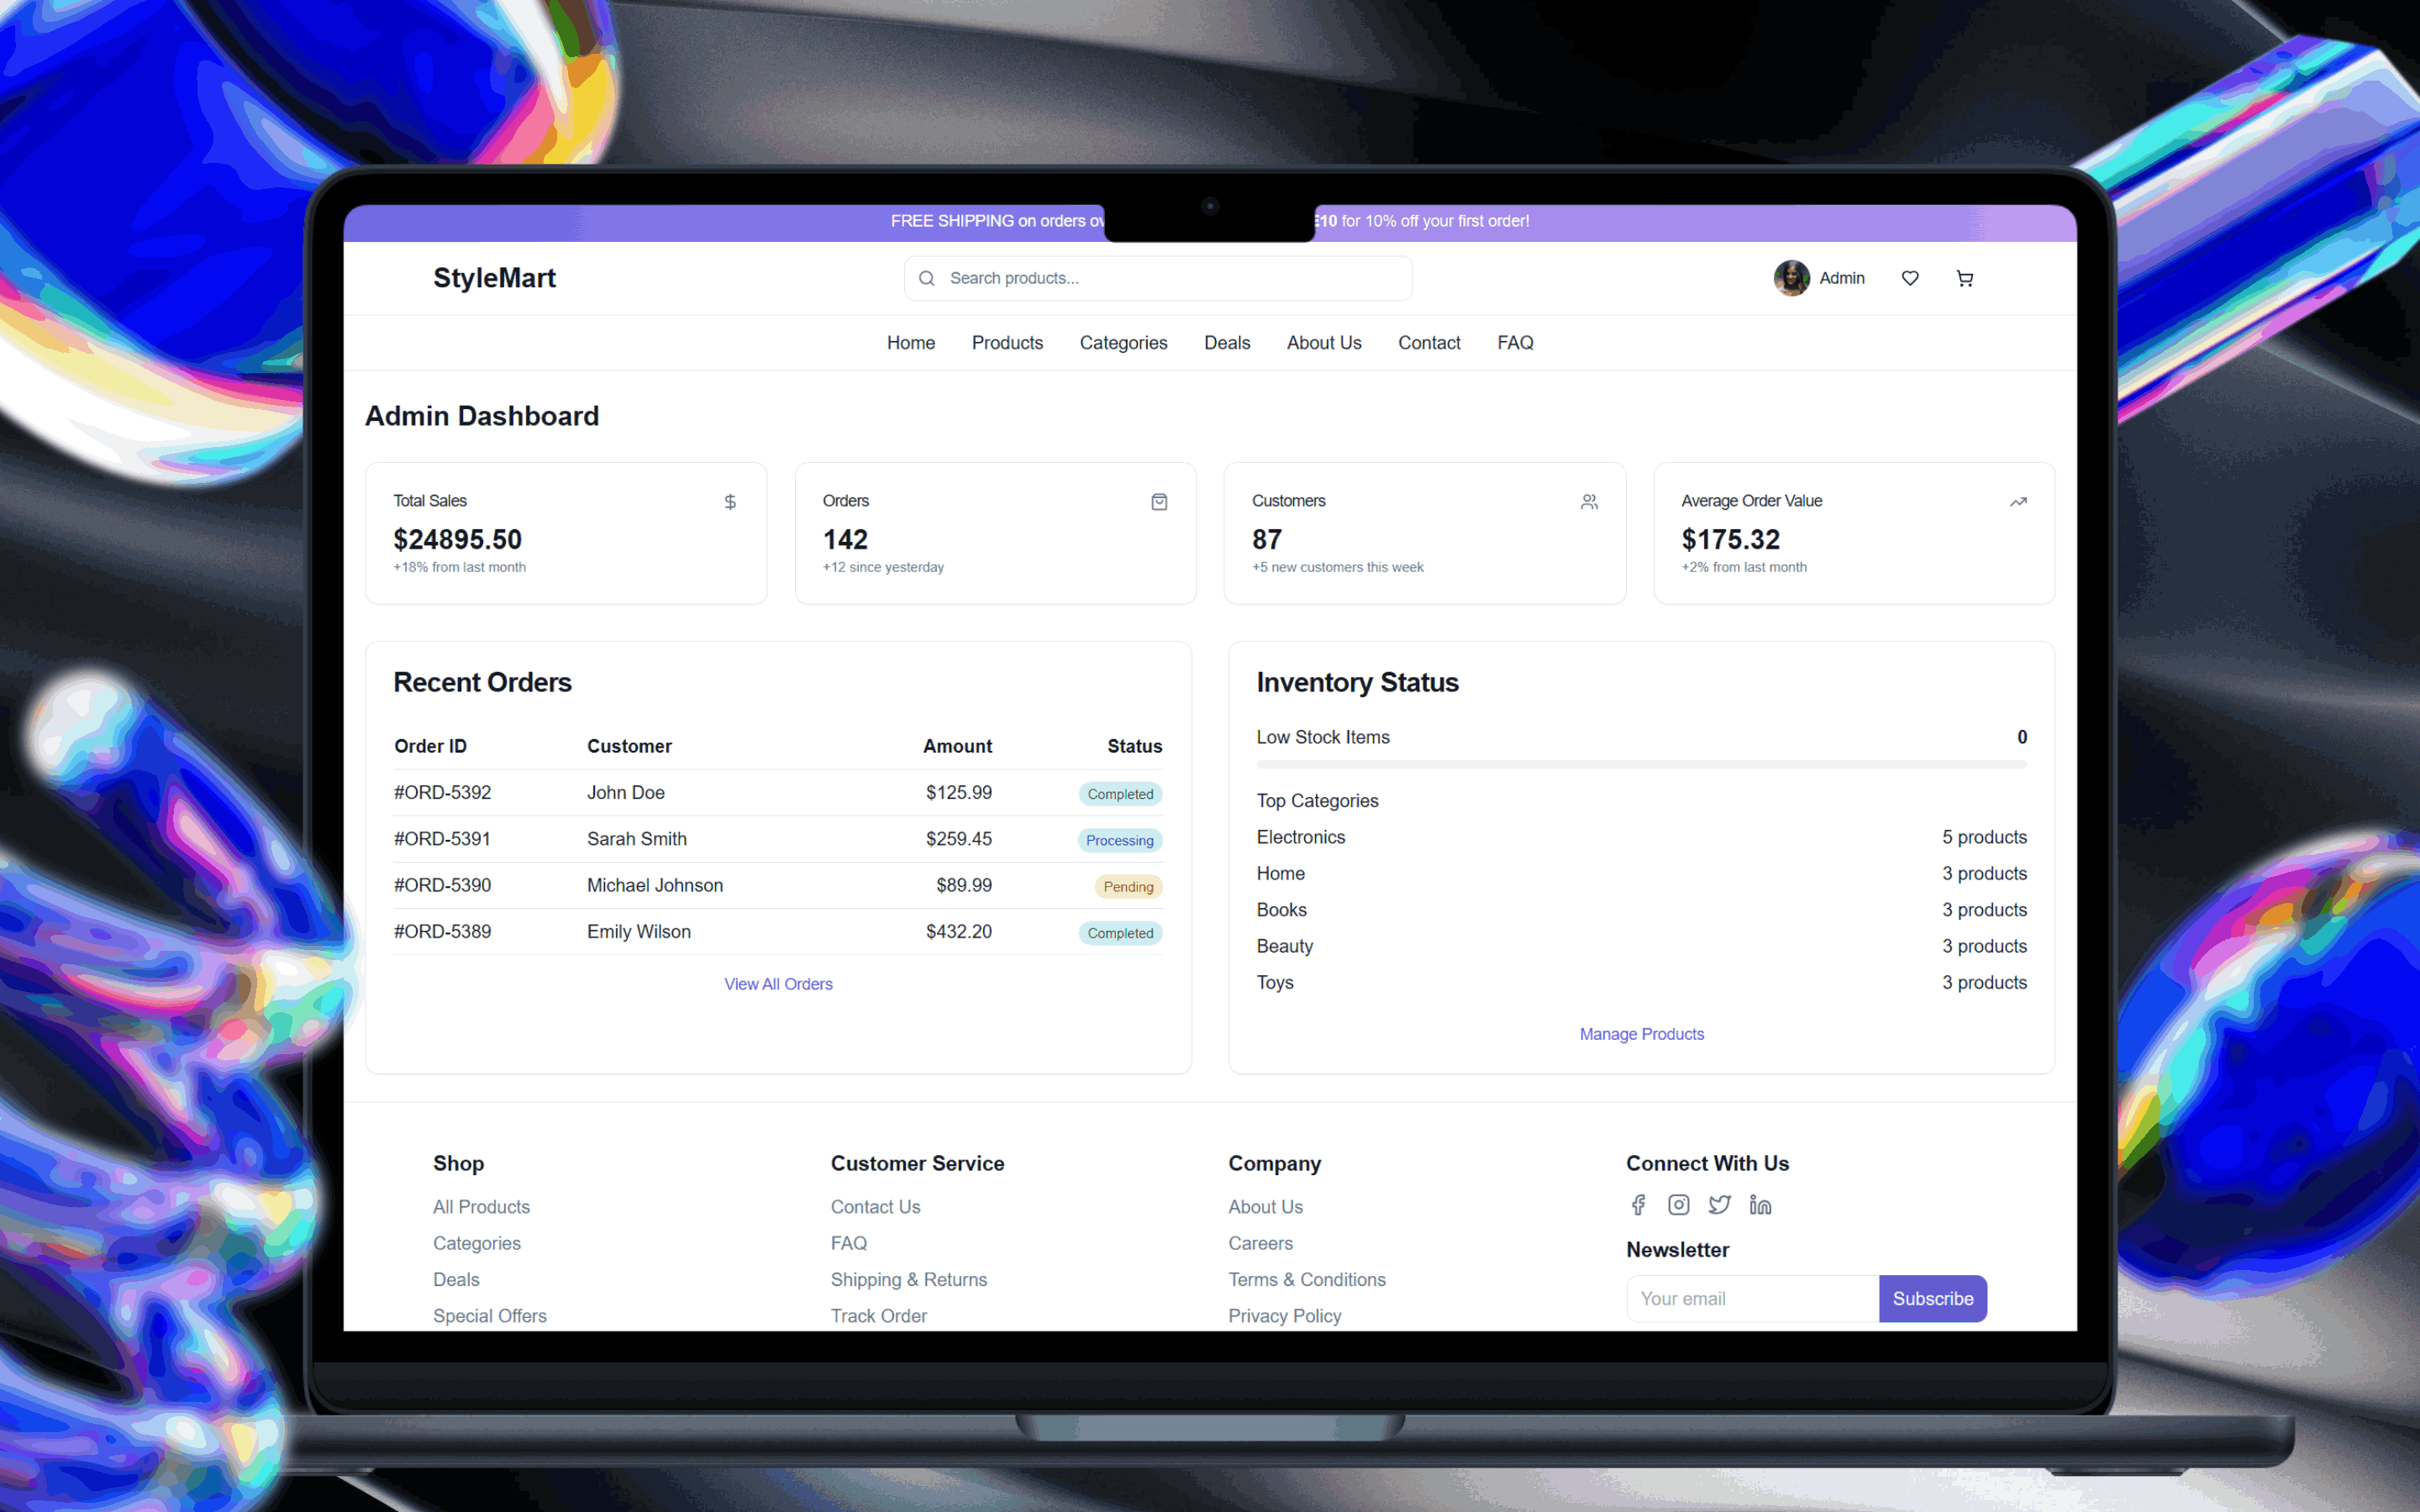 FREE SHIPPING on orders for 10% off your first order!
StyleMart
Search products...
Admin
Home Products Categories Deals About Us Contact FAQ
Admin Dashboard
Total Sales
$24895.50
+18% from last month
Orders
142
+12 since yesterday
Customers
87
+5 new customers this week
Average Order Value
$175.32
+2% from last month
Recent Orders
Order ID Customer Amount Status
#ORD-5392 John Doe $125.99 Completed
#ORD-5391 Sarah Smith $259.45 Processing
#ORD-5390 Michael Johnson $89.99 Pending
#ORD-5389 Emily Wilson $432.20 Completed
View All Orders
Inventory Status
Low Stock Items 0
Top Categories
Electronics 5 products
Home 3 products
Books 3 products
Beauty 3 products
Toys 3 products
Manage Products
Shop
All Products
Categories
Deals
Special Offers
Customer Service
Contact Us
FAQ
Shipping & Returns
Track Order
Company
About Us
Careers
Terms & Conditions
Privacy Policy
Connect With Us
Newsletter
Your email
Subscribe